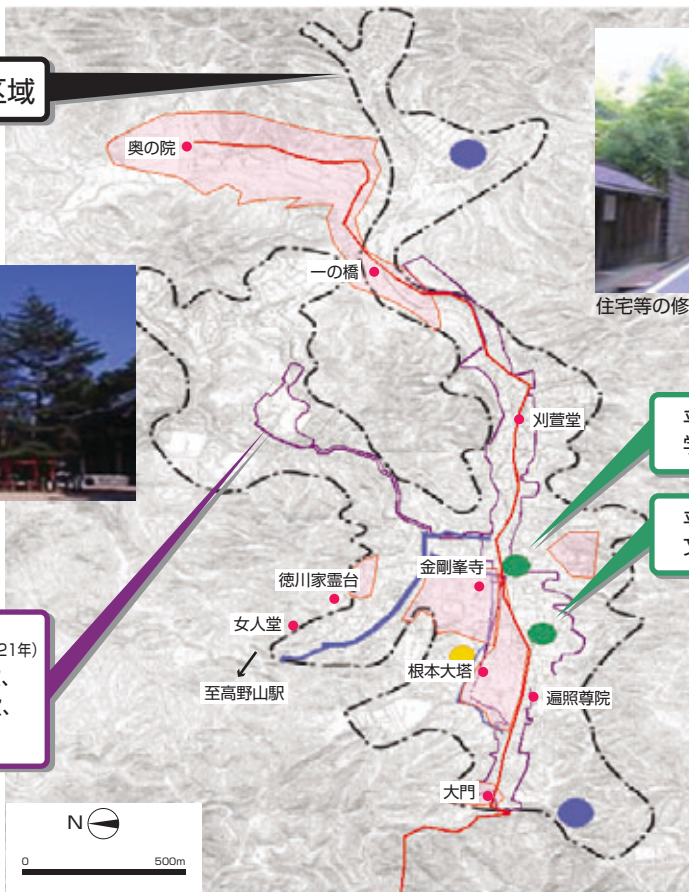 区域
奥の院
一の橋
住宅等の修
刈萱堂
金剛峯寺
徳川家霊台
女人堂
21年)
至高野山駅
根本大塔
遍照尊院
大門
N
0 500m